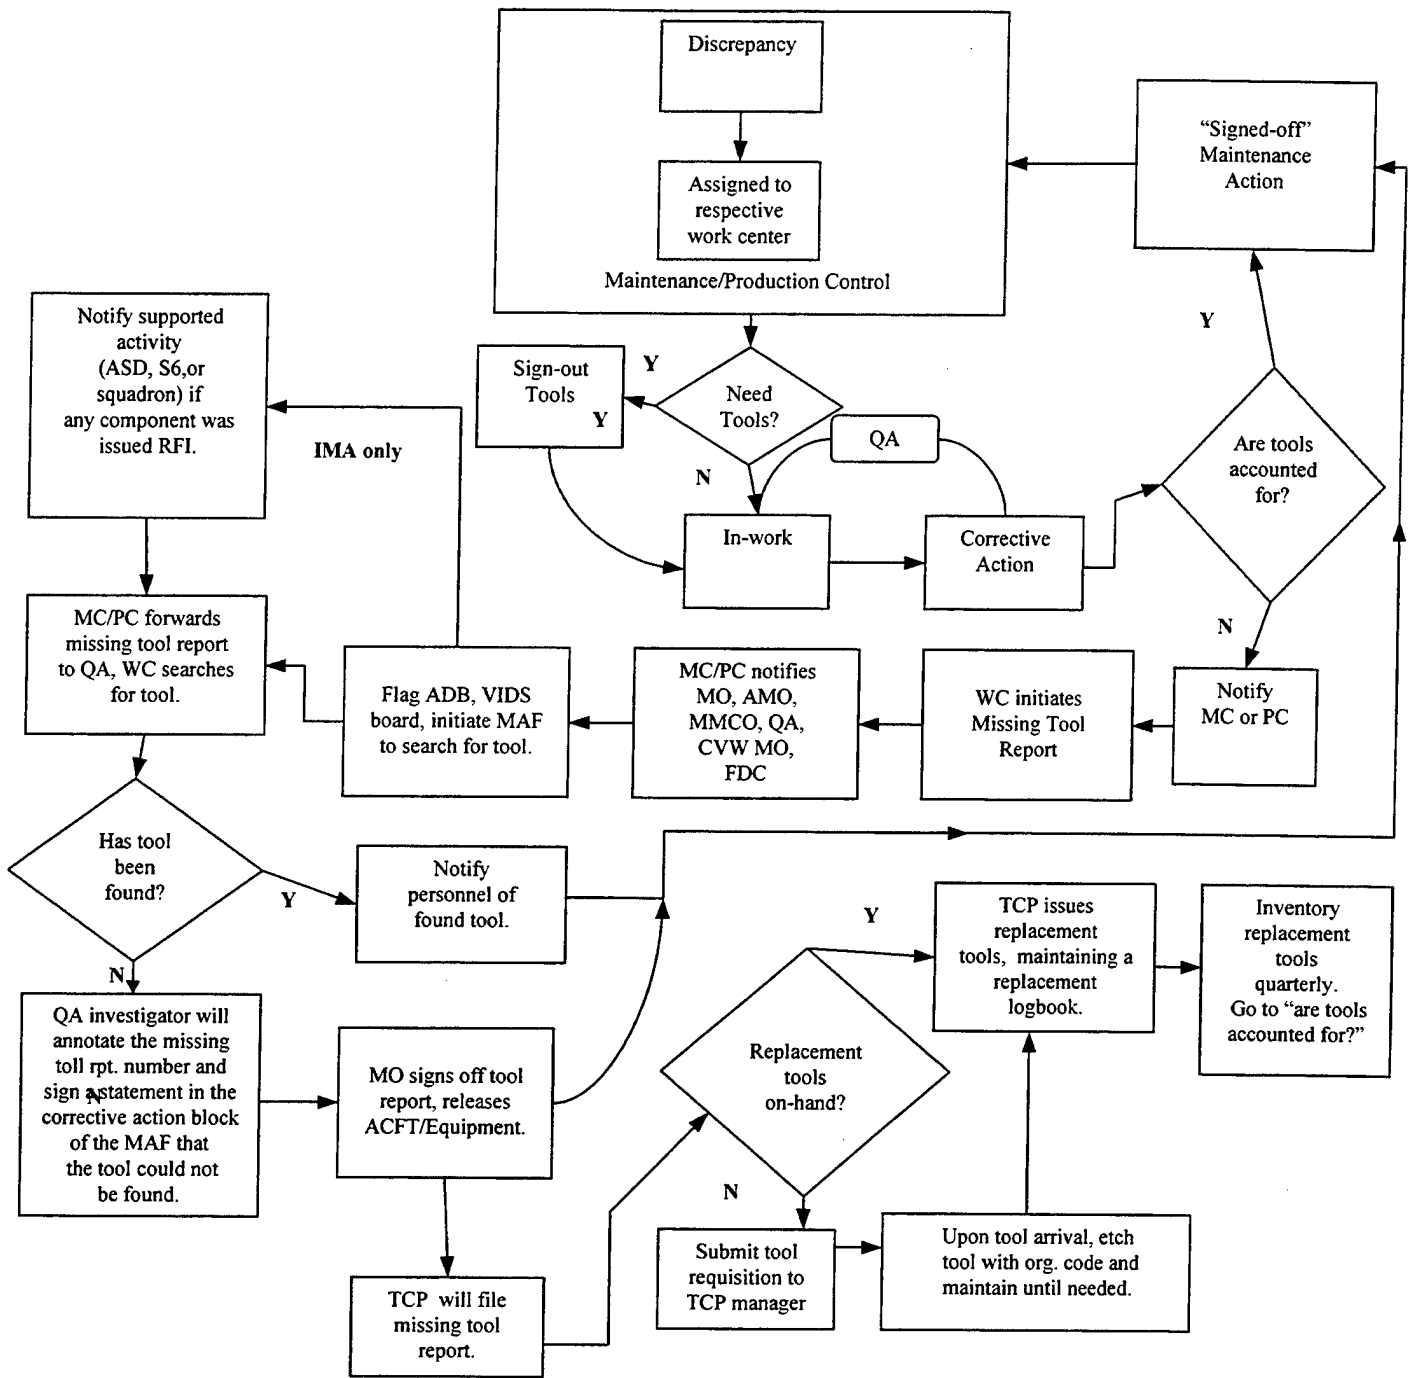 Discrepancy
Assigned to
respective
work center
Maintenance/Production Control
“Signed-off”
Maintenance
Action
Y
Notify supported
activity
(ASD, S6,or
squadron) if
any component was
issued RFI.
IMA only
Sign-out
Tools
Y
Y
Need
Tools?
N
QA
In-work
Corrective
Action
Are tools
accounted
for?
N
MC/PC forwards
missing tool report
to QA, WC searches
for tool.
Flag ADB, VIDS
board, initiate MAF
to search for tool.
MC/PC notifies
MO, AMO,
MMCO, QA,
CVW MO,
FDC
WC initiates
Missing Tool
Report
Notify
MC or PC
Has tool
been
found?
Y
N
Notify
personnel of
found tool.
QA investigator will
annotate the missing
toll rpt. number and
sign a statement in the
corrective action block
of the MAF that
the tool could not
be found.
N
MO signs off tool
report, releases
ACFT/Equipment.
TCP will file
missing tool
report.
Replacement
tools
on-hand?
Y
N
TCP issues
replacement
tools, maintaining a
replacement
logbook.
Inventory
replacement
tools
quarterly.
Go to “are tools
accounted for?”
Submit tool
requisition to
TCP manager
Upon tool arrival, etch
tool with org. code and
maintain until needed.